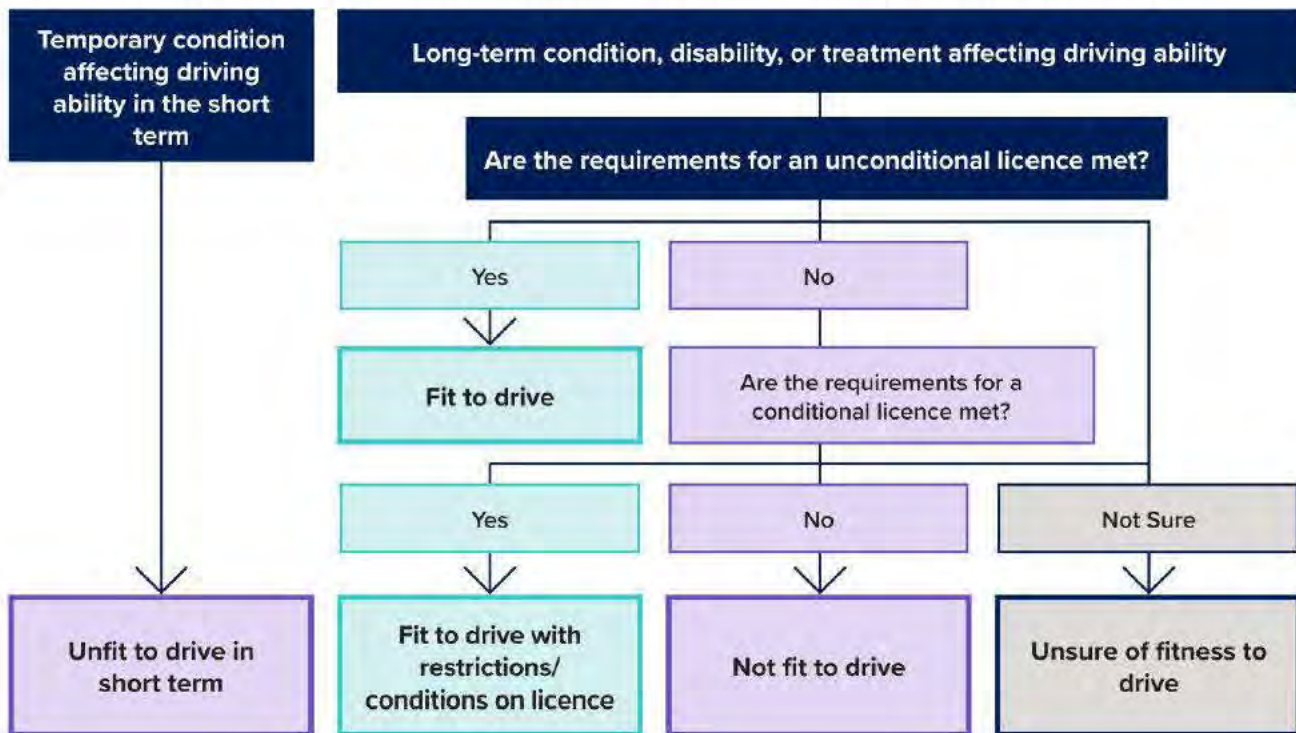 Temporary condition
affecting driving
ability in the short
term
Long-term condition, disability, or treatment affecting driving ability
Are the requirements for an unconditional licence met?
Yes
No
Fit to drive
Are the requirements for a
conditional licence met?
Yes
No
Not Sure
Unfit to drive in
short term
Fit to drive with
restrictions/
conditions on licence
Not fit to drive
Unsure of fitness to
drive